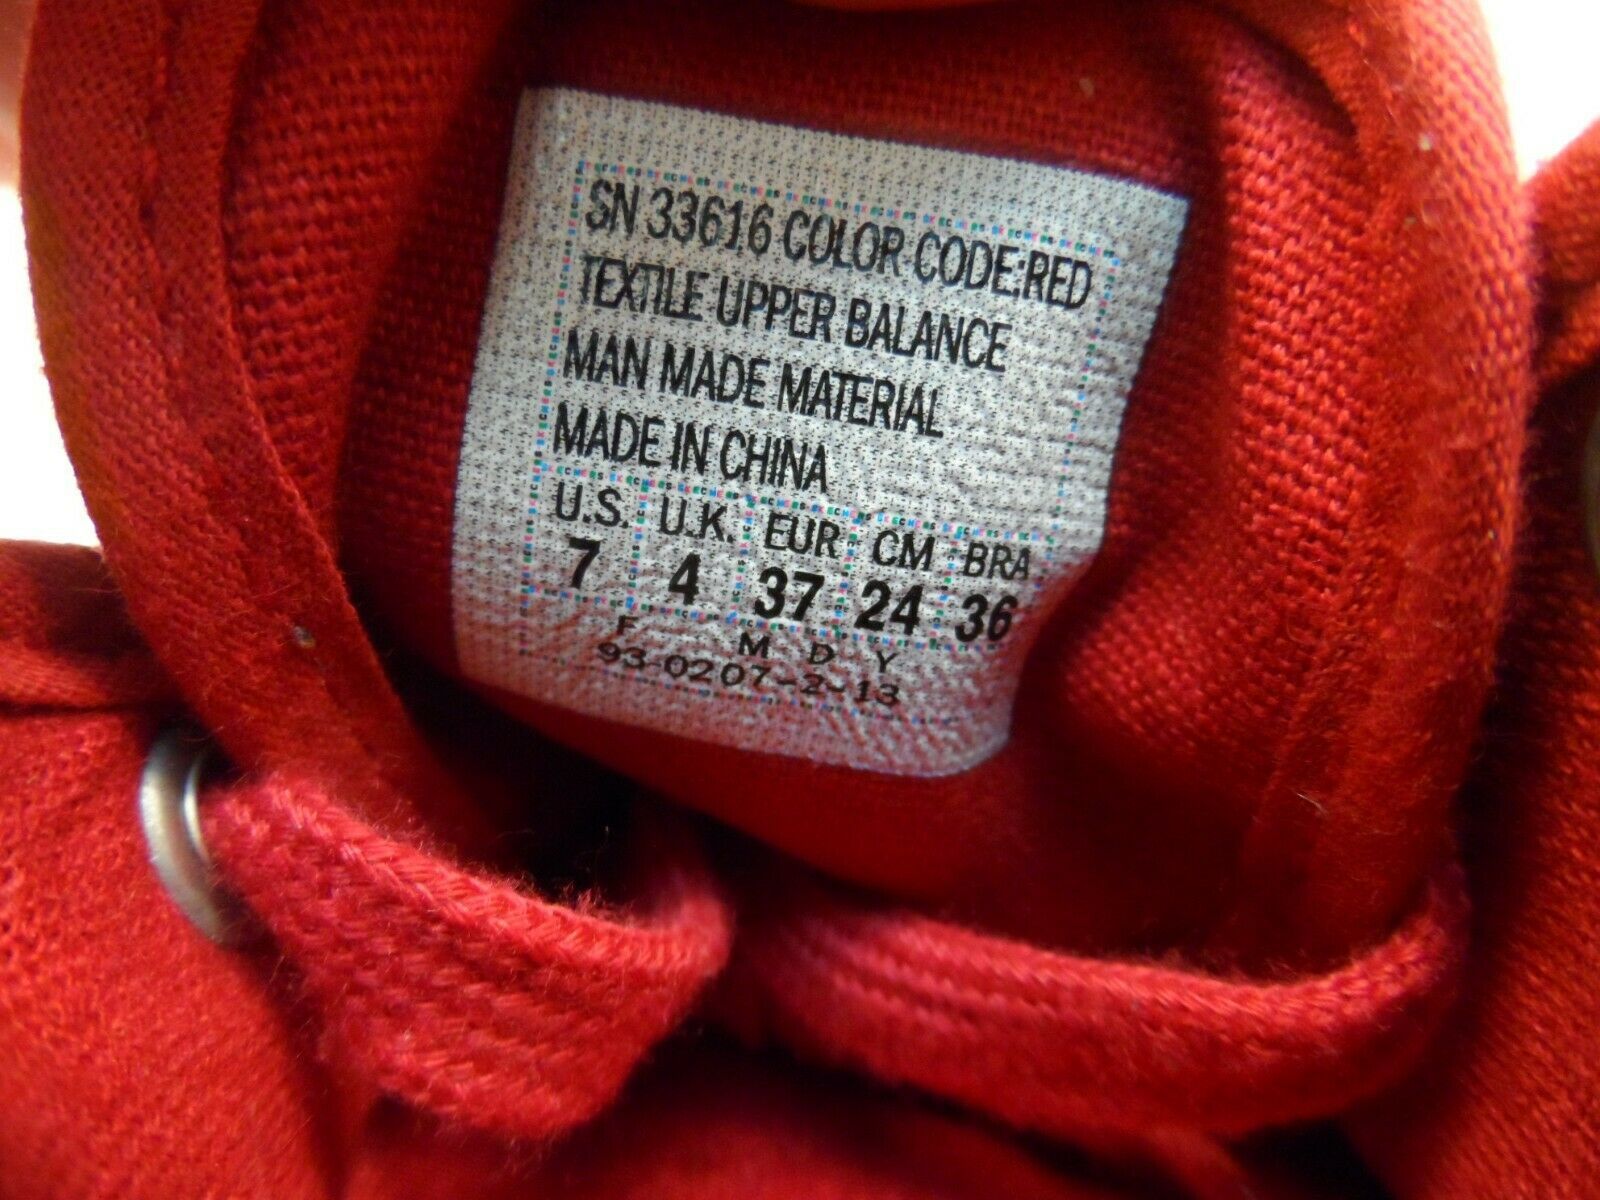 SN 33616 COLOR CODE:RED
TEXTILE UPPER BALANCE
MAN MADE MATERIAL
MADE IN CHINA
U.S. U.K. EUR CM BRA
7 4 37 24 36
F M D Y
93-0207-2-13